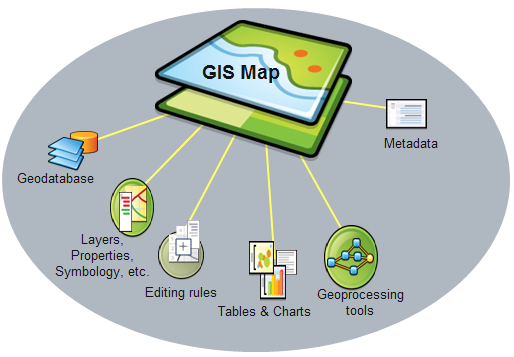 GIS Map
Metadata
Geodatabase
Layers,
Properties,
Symbology, etc.
Editing rules
Tables & Charts
Geoprocessing
tools